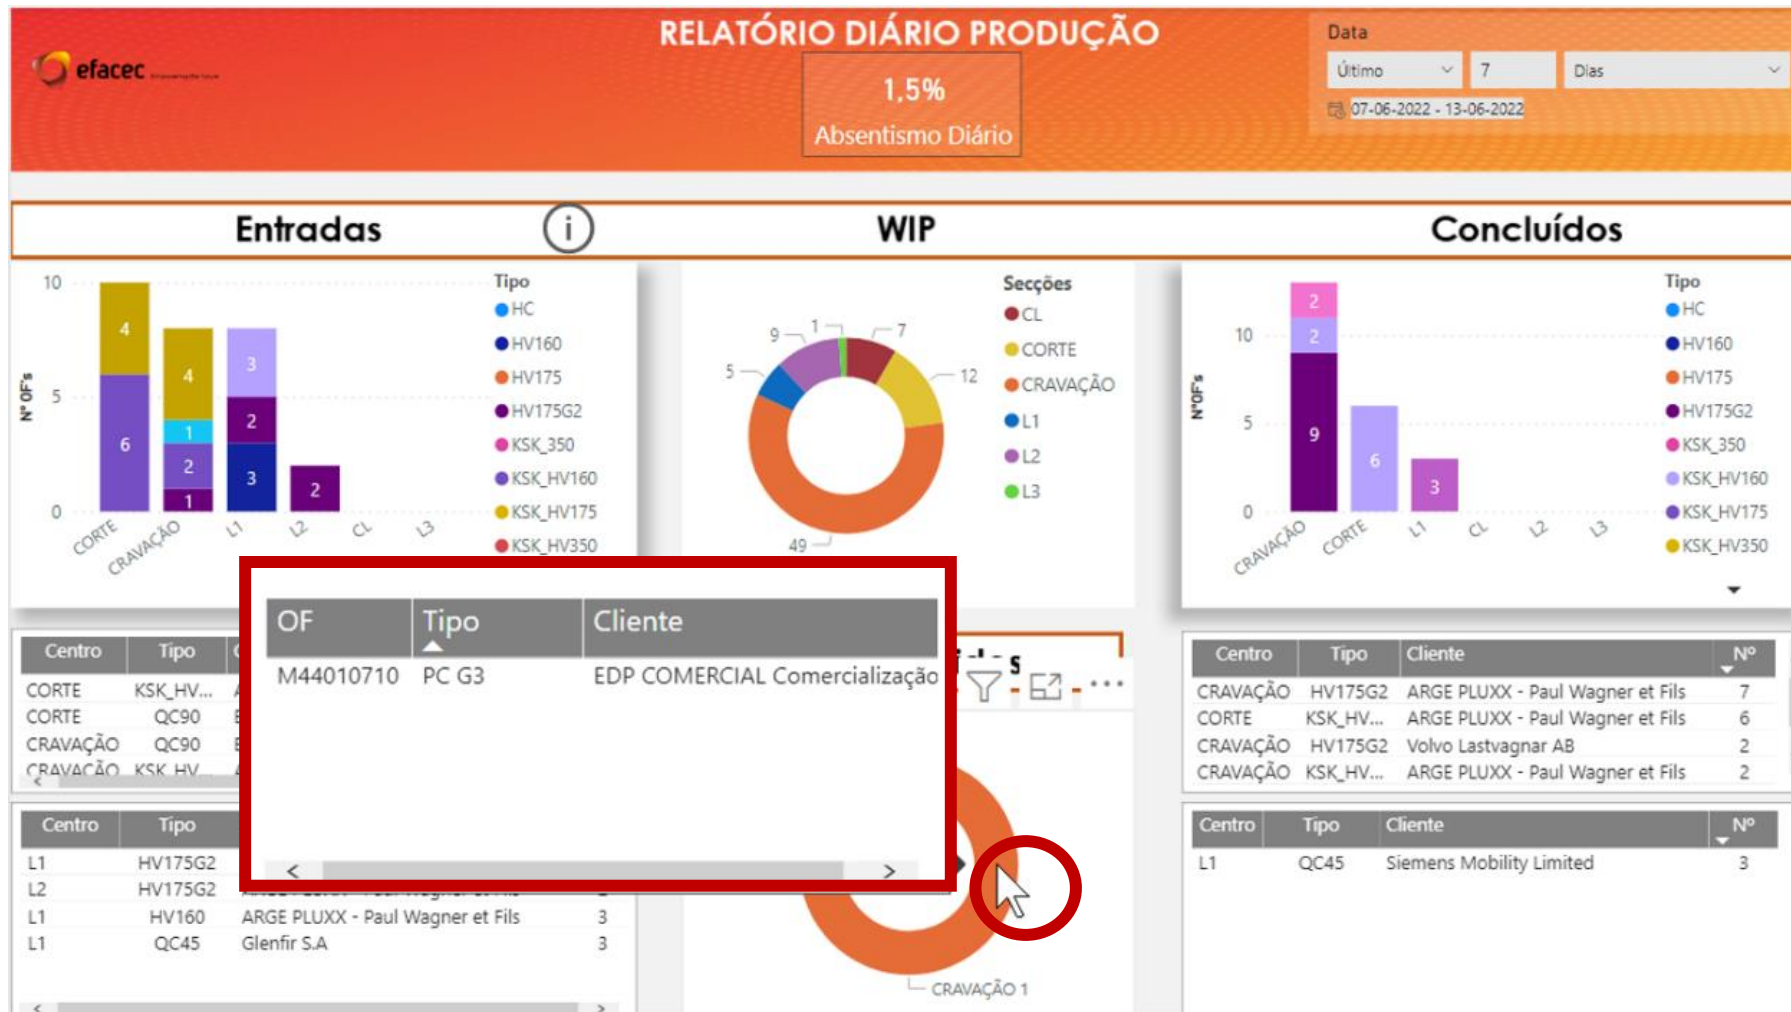 efacec
RELATÓRIO DIÁRIO PRODUÇÃO
1,5%
Absentismo Diário
Data
Último 7 Dias
07-06-2022 - 13-06-2022
Entradas
i
WIP
Concluídos
Nº OF's
10
5
0
4
6
4
1
2
1
3
2
3
2
CORTE
CRAVAÇÃO
L1
L2
CL
L3
Tipo
HC
HV160
HV175
HV175G2
KSK_350
KSK_HV160
KSK_HV175
KSK_HV350
9
1
7
5
12
49
Secções
CL
CORTE
CRAVAÇÃO
L1
L2
L3
NºOF's
10
5
0
2
2
9
6
3
CRAVAÇÃO
CORTE
L1
CL
L2
L3
Tipo
HC
HV160
HV175
HV175G2
KSK_350
KSK_HV160
KSK_HV175
KSK_HV350
OF Tipo Cliente
M44010710 PC G3 EDP COMERCIAL Comercialização
Centro Tipo
CORTE KSK_HV...
CORTE QC90
CRAVAÇÃO QC90
CRAVAÇÃO KSK_HV
Centro Tipo
L1 HV175G2
L2 HV175G2 ARGE PLUXX - Paul Wagner et Fils
L1 HV160 ARGE PLUXX - Paul Wagner et Fils 3
L1 QC45 Glenfir S.A 3
CRAVAÇÃO 1
Centro Tipo Cliente Nº
CRAVAÇÃO HV175G2 ARGE PLUXX - Paul Wagner et Fils 7
CORTE KSK_HV... ARGE PLUXX - Paul Wagner et Fils 6
CRAVAÇÃO HV175G2 Volvo Lastvagnar AB 2
CRAVAÇÃO KSK_HV... ARGE PLUXX - Paul Wagner et Fils 2
Centro Tipo Cliente Nº
L1 QC45 Siemens Mobility Limited 3